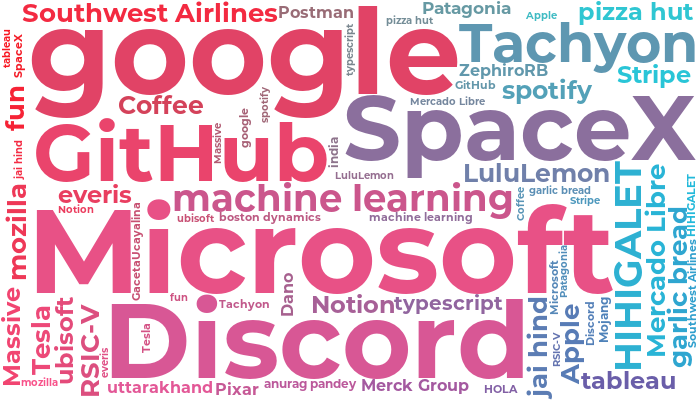 Southwest Airlines
Postman
Patagonia
Apple
pizza hut
tableau
SpaceX
google
typescript
pizza hut
Tachyon
ZephiroRB
GitHub
Stripe
spotify
fun
Coffee
spotify
Mercado Libre
SpaceX
jai hind
GitHub
Massive
google
india
LuluLemon
LuluLemon
everis
Notion
machine learning
Coffee
garlic bread
Stripe
HIHIGALET
Mercado Libre
garlic bread
Southwest Airlines
HIHIGALET
mozilla
GacetaUcayalina
ubisoft
boston dynamics
machine learning
Microsoft
Microsoft
Patagonia
Massive
Tesla
ubisoft
RSIC-V
fun
Tachyon
Dano
Notion
typescript
Discord
Tesla
everis
jai hind
RSIC-V
Apple
Discord
Mojang
mozilla
uttarakhand
Pixar
anurag pandey
Merck Group
HOLA
tableau